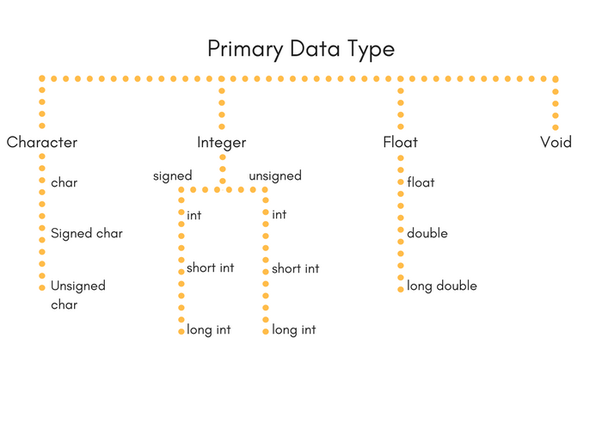 Primary Data Type
Character
Integer
Float
Void
char
Signed char
Unsigned
char
signed
unsigned
int
short int
long int
int
short int
long int
float
double
long double